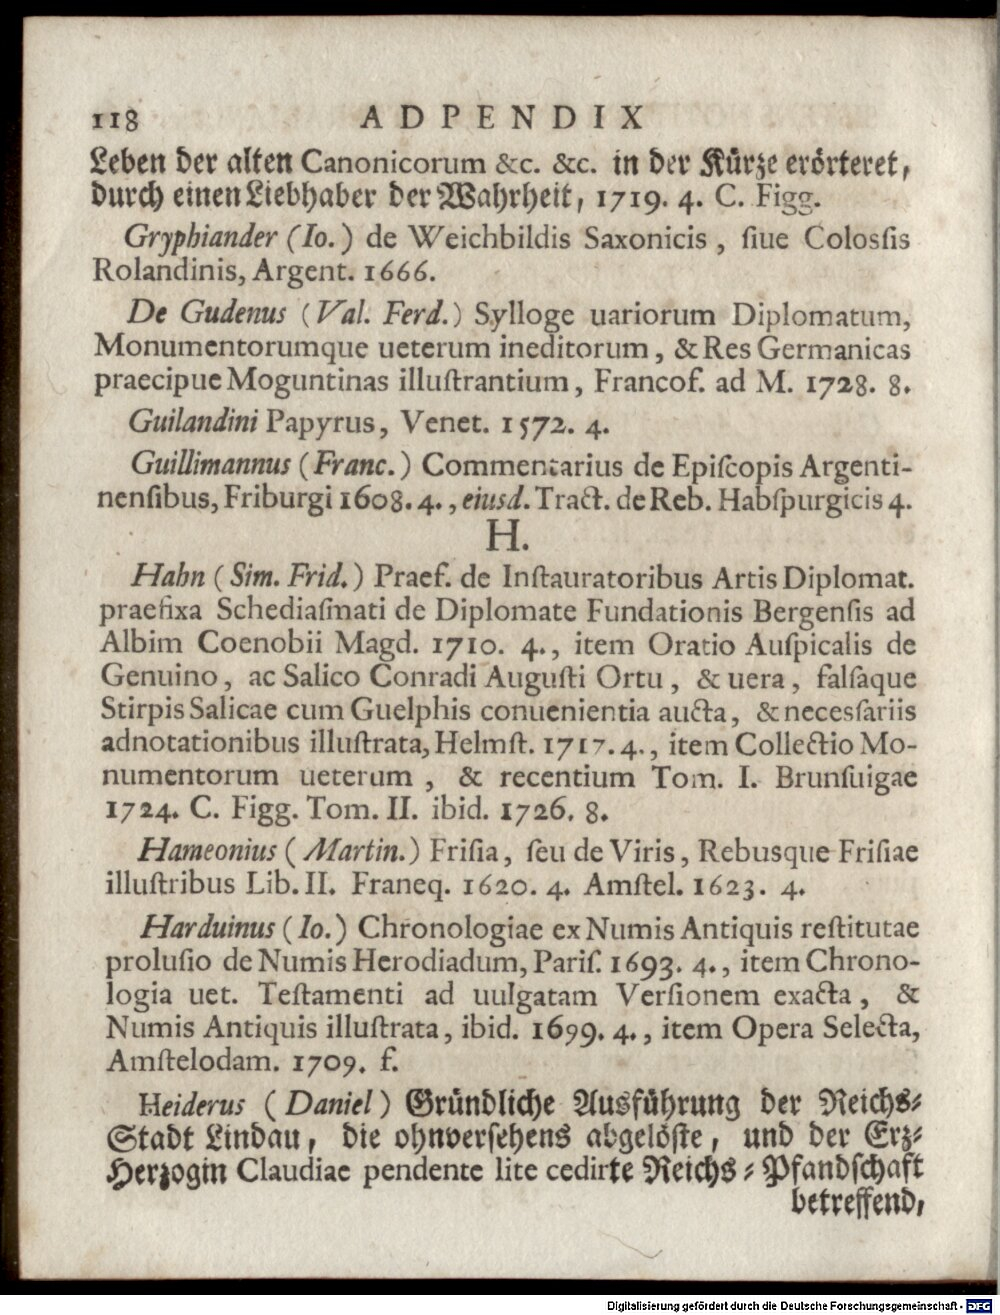 118 ADPENDIX
Leben der alten Canonicorum &c. &c. in der Kürze erörteret,
durch einen Liebhaber der Wahrheit, 1719. 4. C. Figg.
Gryphiander (Io.) de Weichbildis Saxonicis, ſiue Coloſsis
Rolandinis, Argent. 1666.
De Gudenus (Val. Ferd.) Sylloge uariorum Diplomatum,
Monumentorumque ueterum ineditorum, & Res Germanicas
praecipue Moguntinas illuſtrantium, Francof. ad M. 1728. 8.
Guilandini Papyrus, Venet. 1572. 4.
Guillimannus (Franc.) Commentarius de Epiſcopis Argenti-
nenſibus, Friburgi 1608. 4., eiusd. Tract. de Reb. Habſpurgicis 4.
H.
Hahn (Sim. Frid.) Praef. de Inſtauratoribus Artis Diplomat.
praefixa Schediaſmati de Diplomate Fundationis Bergenſis ad
Albim Coenobii Magd. 1710. 4., item Oratio Auſpicalis de
Genuino, ac Salico Conradi Auguſti Ortu, & uera, falſaque
Stirpis Salicae cum Guelphis conuenientia aucta, & neceſsariis
adnotationibus illuſtrata, Helmſt. 1717. 4., item Collectio Mo-
numentorum ueterum, & recentium Tom. I. Brunſuigae
1724. C. Figg. Tom. II. ibid. 1726. 8.
Hameonius (Martin.) Friſia, ſeu de Viris, Rebusque Friſiae
illuſtribus Lib. II. Franeq. 1620. 4. Amſtel. 1623. 4.
Harduinus (Io.) Chronologiae ex Numis Antiquis reſtitutae
proluſio de Numis Herodiadum, Pariſ. 1693. 4., item Chrono-
logia uet. Teſtamenti ad uulgatam Verſionem exacta, &
Numis Antiquis illuſtrata, ibid. 1699. 4., item Opera Selecta,
Amſtelodam. 1709. f.
Heiderus (Daniel) Gründliche Ausführung der Reichs-
Stadt Lindau, die ohnversehens abgelöste, und der Erz-
Herzogin Claudiae pendente lite cedirte Reichs-Pfandschaft
betreffend,
Digitalisierung gefördert durch die Deutsche Forschungsgemeinschaft - DFG